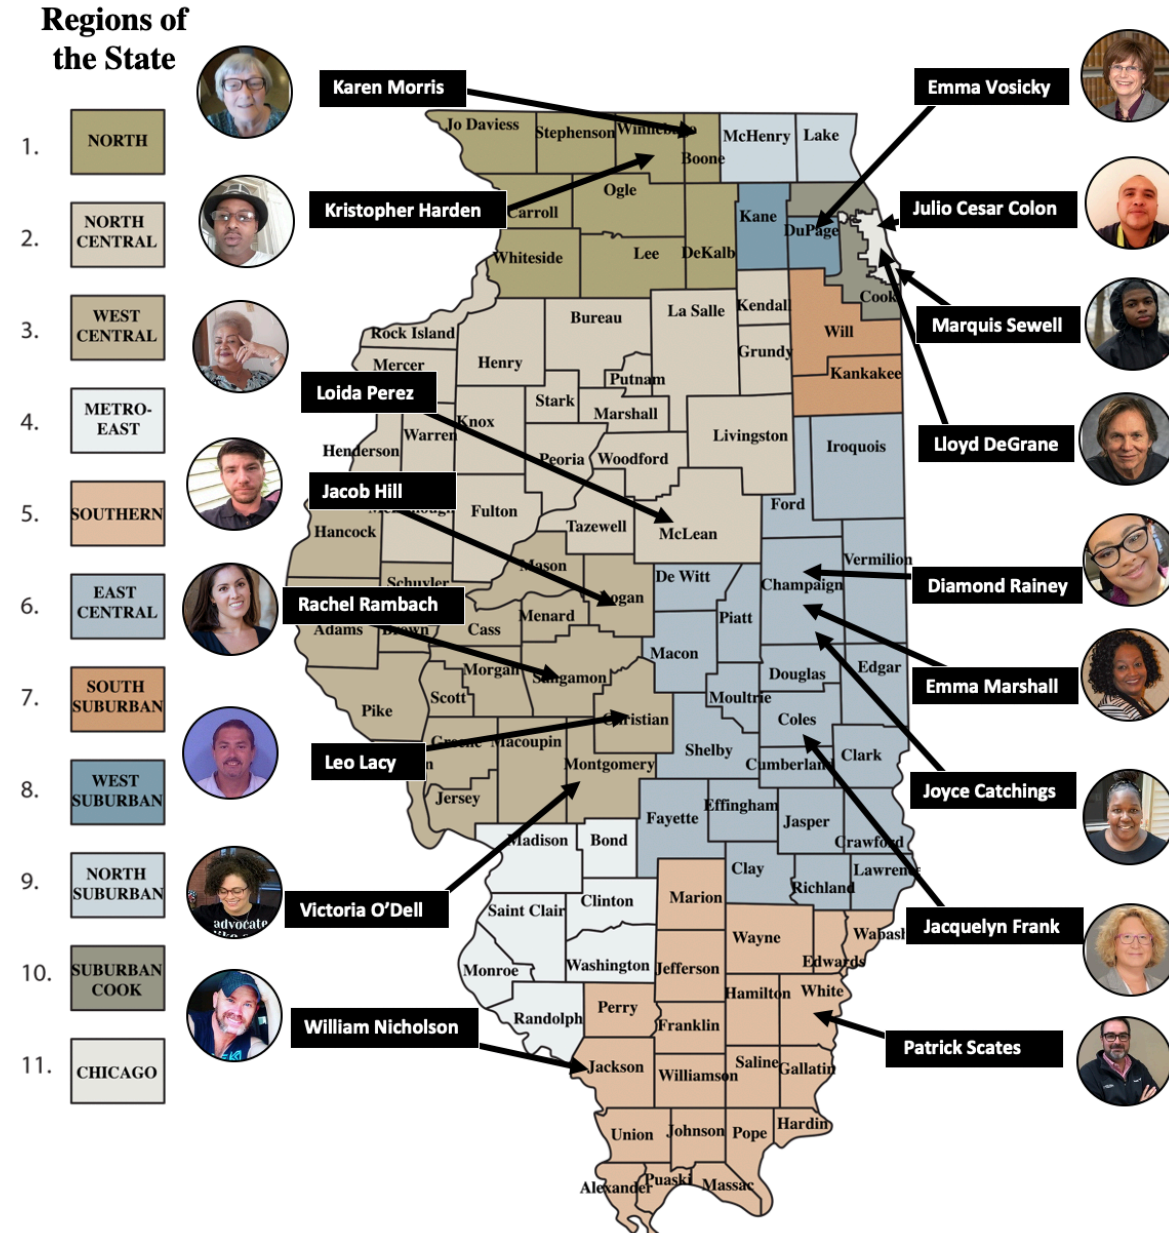 Regions of
the State
1.
NORTH
2.
NORTH
CENTRAL
3.
WEST
CENTRAL
4.
METRO-
EAST
5.
SOUTHERN
6.
EAST
CENTRAL
7.
SOUTH
SUBURBAN
8.
WEST
SUBURBAN
9.
NORTH
SUBURBAN
10.
SUBURBAN
COOK
11.
CHICAGO
Karen Morris
Kristopher Harden
Loida Perez
Jacob Hill
Rachel Rambach
Leo Lacy
Victoria O'Dell
William Nicholson
advocate
Emma Vosicky
Julio Cesar Colon
Marquis Sewell
Lloyd DeGrane
Diamond Rainey
Emma Marshall
Joyce Catchings
Jacquelyn Frank
Patrick Scates
Jo Daviess
Stephenson
Boone
McHenry
Lake
Carroll
Ogle
Kane
DuPage
Whiteside
Lee
DeKalb
Cook
Rock Island
Bureau
La Salle
Kendall
Will
Mercer
Henry
Putnam
Grundy
Kankakee
Stark
Marshall
Knox
Henderson
Warren
Peoria
Woodford
Livingston
Iroquois
Fulton
Tazewell
McLean
Ford
Hancock
Mason
De Witt
Champaign
Vermilion
Schuyler
Menard
Piatt
Adams
Cass
Macon
Douglas
Edgar
Morgan
Sangamon
Moultrie
Scott
Pike
Christian
Coles
Greene
Macoupin
Montgomery
Shelby
Cumberland
Clark
Jersey
Effingham
Fayette
Jasper
Crawford
Madison
Bond
Clay
Richland
Lawrence
Clinton
Marion
Saint Clair
Wayne
Edwards
Wabash
Monroe
Washington
Jefferson
Hamilton
White
Randolph
Perry
Franklin
Jackson
Williamson
Saline
Gallatin
Union
Johnson
Pope
Hardin
Alexander
Puaski
Massac